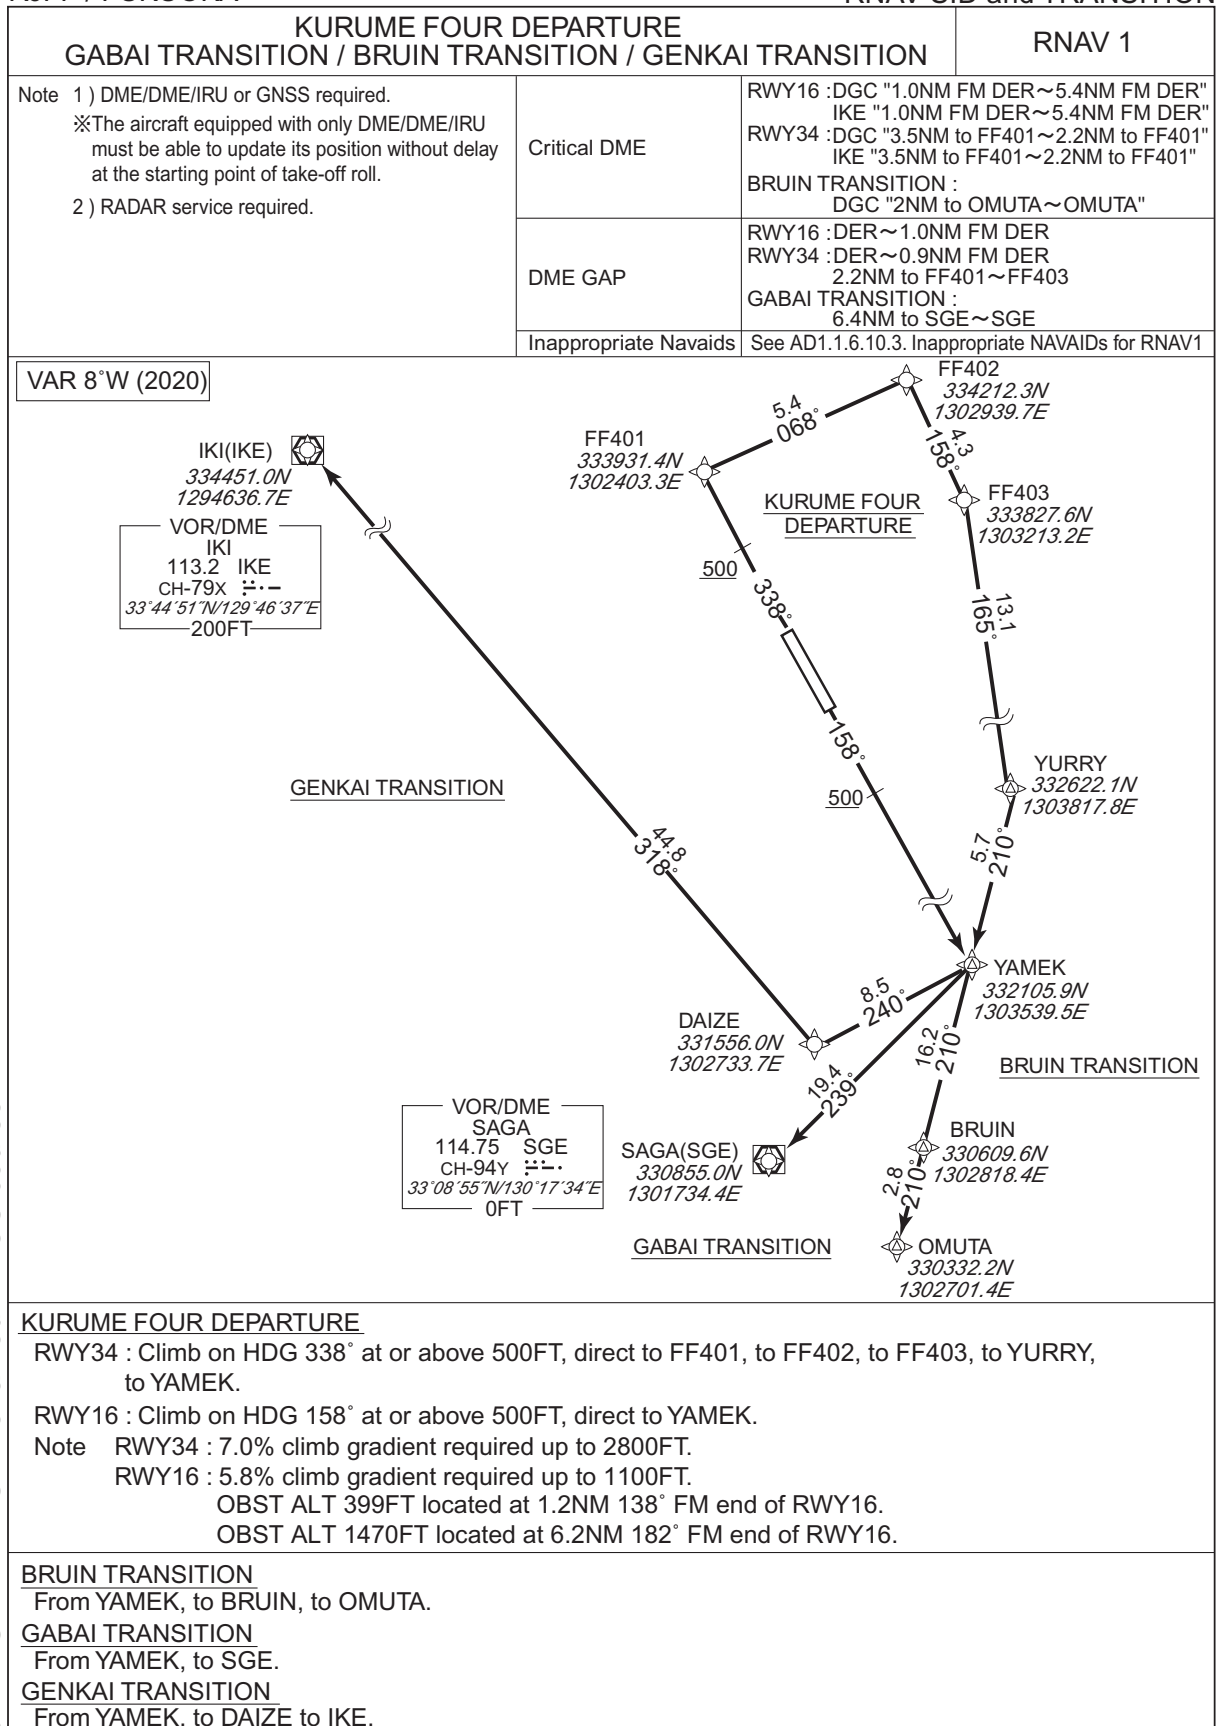 RNAV SID and TRANSITION
KURUME FOUR DEPARTURE
GABAI TRANSITION / BRUIN TRANSITION / GENKAI TRANSITION
RNAV 1
Note 1 ) DME/DME/IRU or GNSS required.
※The aircraft equipped with only DME/DME/IRU
must be able to update its position without delay
at the starting point of take-off roll.
2 ) RADAR service required.
Critical DME
RWY16 :DGC "1.0NM FM DER～5.4NM FM DER"
IKE "1.0NM FM DER～5.4NM FM DER"
RWY34 :DGC "3.5NM to FF401～2.2NM to FF401"
IKE "3.5NM to FF401～2.2NM to FF401"
BRUIN TRANSITION :
DGC "2NM to OMUTA～OMUTA"
DME GAP
RWY16 :DER～1.0NM FM DER
RWY34 :DER～0.9NM FM DER
2.2NM to FF401～FF403
GABAI TRANSITION :
6.4NM to SGE～SGE
Inappropriate Navaids
See AD1.1.6.10.3. Inappropriate NAVAIDs for RNAV1
VAR 8˚W (2020)
FF402
334212.3N
1302939.7E
5.4
068˚
FF401
333931.4N
1302403.3E
4.3
158˚
IKI(IKE)
334451.0N
1294636.7E
VOR/DME
IKI
113.2 IKE
CH-79X
33˚44´51˝N/129˚46´37˝E
200FT
KURUME FOUR
DEPARTURE
FF403
333827.6N
1303213.2E
500
338˚
13.1
165˚
158˚
500
YURRY
332622.1N
1303817.8E
GENKAI TRANSITION
44.8
318˚
5.7
210˚
YAMEK
332105.9N
1303539.5E
8.5
240˚
DAIZE
331556.0N
1302733.7E
16.2
210˚
BRUIN TRANSITION
19.4
239˚
VOR/DME
SAGA
114.75 SGE
CH-94Y
33˚08´55˝N/130˚17´34˝E
0FT
SAGA(SGE)
330855.0N
1301734.4E
BRUIN
330609.6N
1302818.4E
2.8
210˚
GABAI TRANSITION
OMUTA
330332.2N
1302701.4E
KURUME FOUR DEPARTURE
RWY34 : Climb on HDG 338˚ at or above 500FT, direct to FF401, to FF402, to FF403, to YURRY,
to YAMEK.
RWY16 : Climb on HDG 158˚ at or above 500FT, direct to YAMEK.
Note RWY34 : 7.0% climb gradient required up to 2800FT.
RWY16 : 5.8% climb gradient required up to 1100FT.
OBST ALT 399FT located at 1.2NM 138˚ FM end of RWY16.
OBST ALT 1470FT located at 6.2NM 182˚ FM end of RWY16.
BRUIN TRANSITION
From YAMEK, to BRUIN, to OMUTA.
GABAI TRANSITION
From YAMEK, to SGE.
GENKAI TRANSITION
From YAMEK, to DAIZE to IKE.